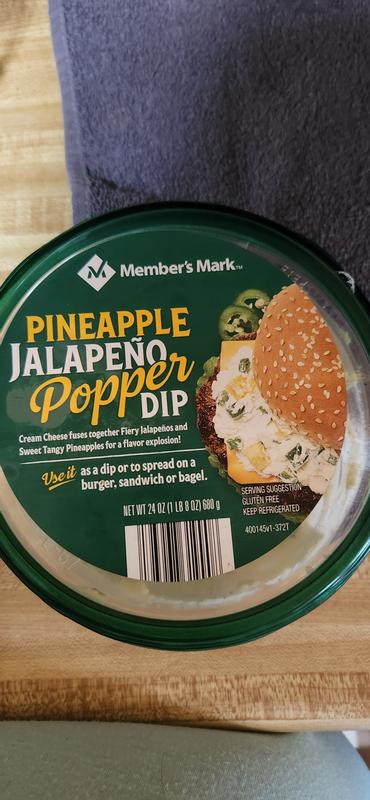 Member's Mark™
PINEAPPLE
JALAPEÑO
Popper
DIP
Cream Cheese fuses together Fiery Jalapeños and
Sweet Tangy Pineapples for a flavor explosion!
Use it as a dip or to spread on a
burger, sandwich or bagel.
SERVING SUGGESTION
GLUTEN FREE
KEEP REFRIGERATED
NET WT 24 OZ (1 LB 8 OZ) 680 g
400145v1-372T